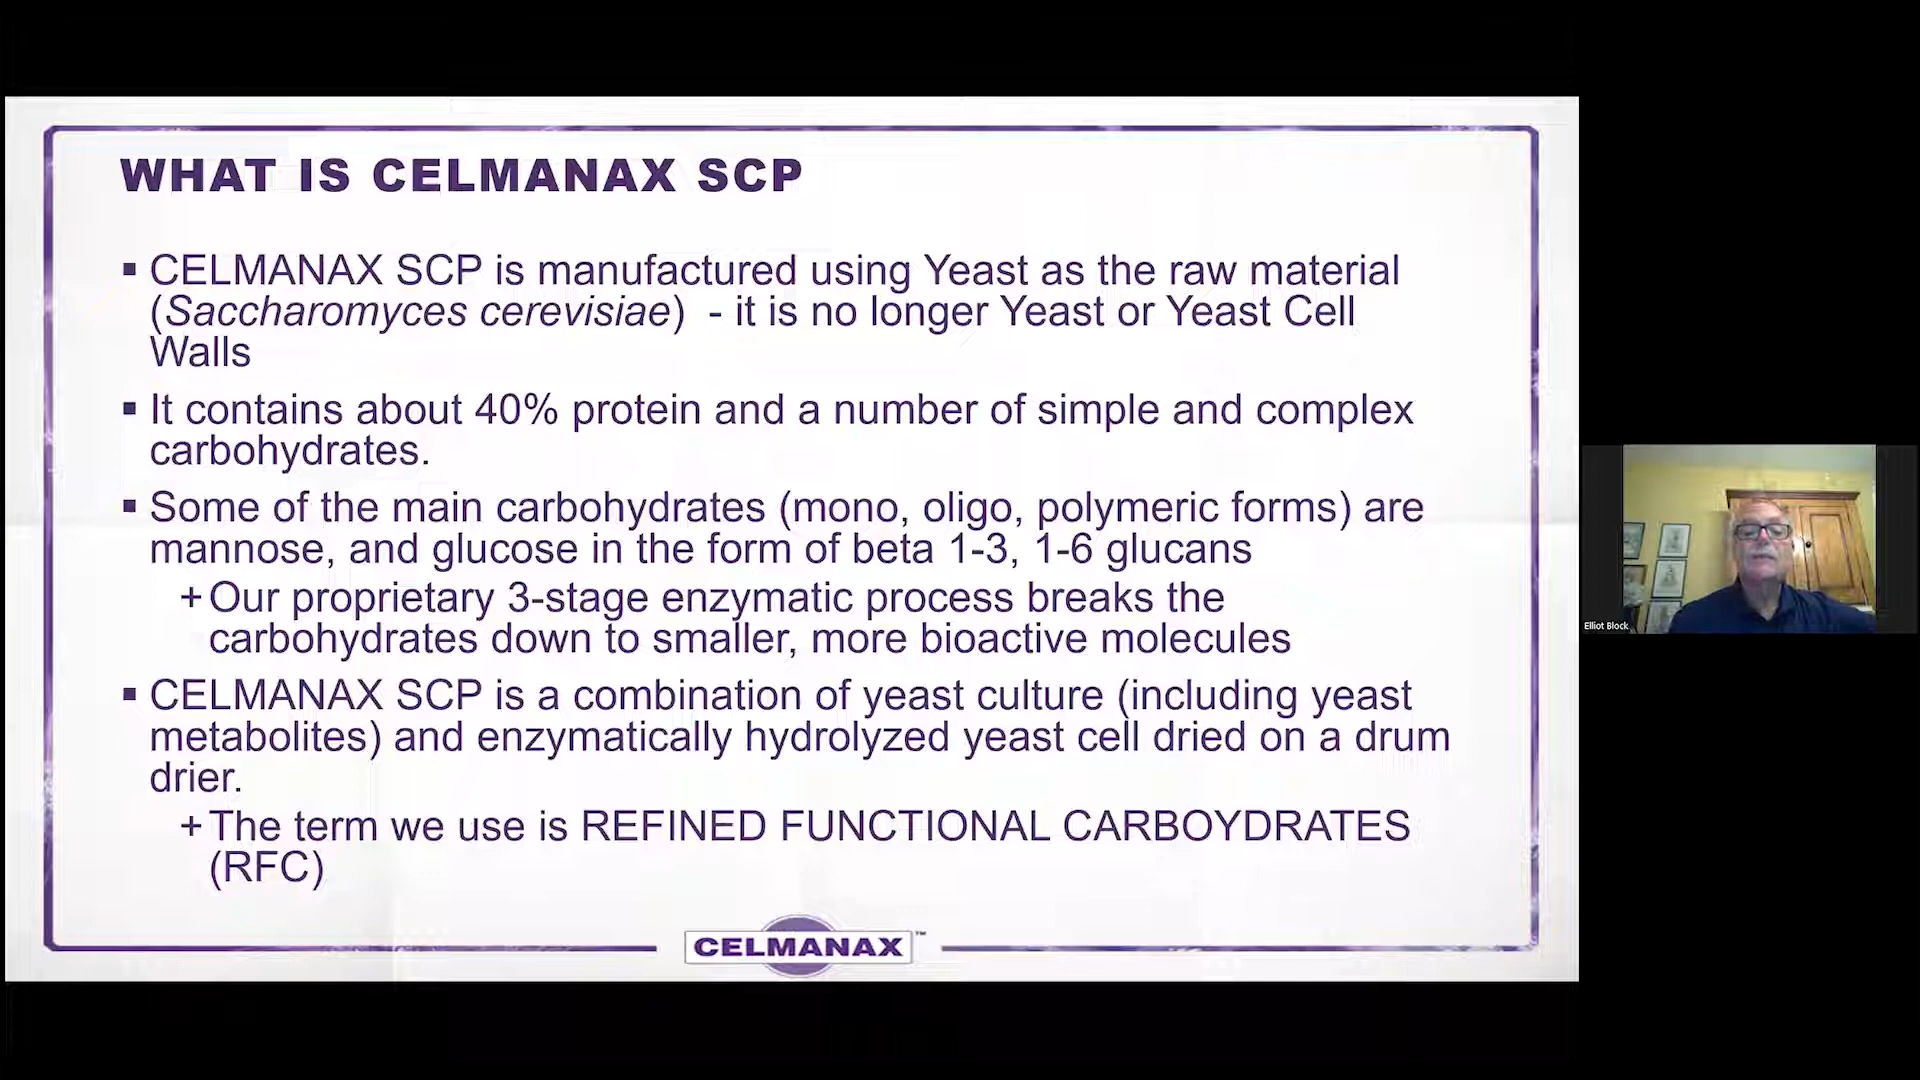 WHAT IS CELMANAX SCP
▪ CELMANAX SCP is manufactured using Yeast as the raw material
(Saccharomyces cerevisiae) - it is no longer Yeast or Yeast Cell
Walls
▪ It contains about 40% protein and a number of simple and complex
carbohydrates.
▪ Some of the main carbohydrates (mono, oligo, polymeric forms) are
mannose, and glucose in the form of beta 1-3, 1-6 glucans
+ Our proprietary 3-stage enzymatic process breaks the
carbohydrates down to smaller, more bioactive molecules
▪ CELMANAX SCP is a combination of yeast culture (including yeast
metabolites) and enzymatically hydrolyzed yeast cell dried on a drum
drier.
+ The term we use is REFINED FUNCTIONAL CARBOYDRATES
(RFC)
CELMANAX™
Elliot Block